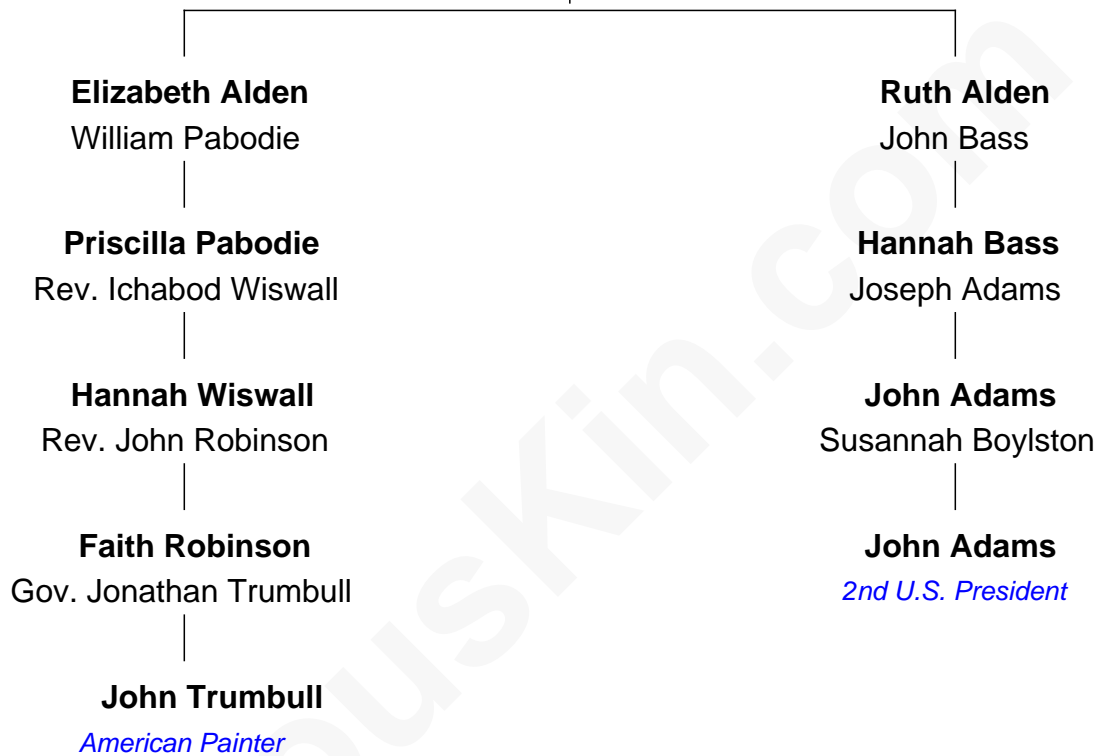 Elizabeth Alden
William Pabodie
Priscilla Pabodie
Rev. Ichabod Wiswall
Hannah Wiswall
Rev. John Robinson
Faith Robinson
Gov. Jonathan Trumbull
John Trumbull
American Painter
Ruth Alden
John Bass
Hannah Bass
Joseph Adams
John Adams
Susannah Boylston
John Adams
2nd U.S. President
ousKin.com